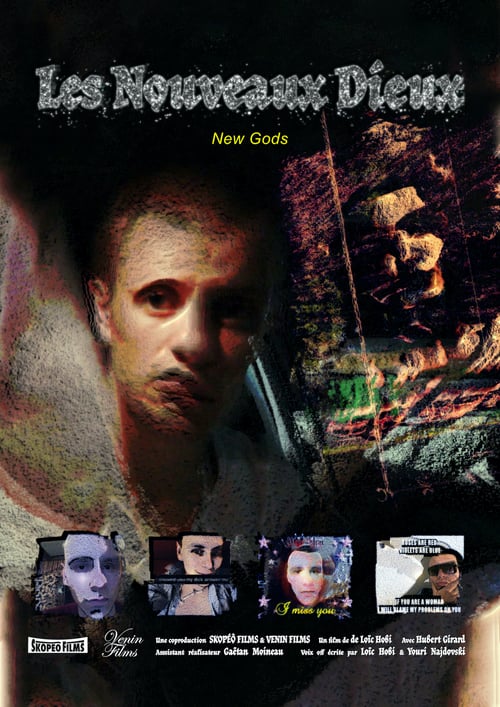 Les Nouveaux Dieux
New Gods
I miss you
ROSES ARE RED
VIOLETS ARE BLUE
IF YOU ARE A WOMAN
I WILL BLAME MY PROBLEMS ON YOU
SKOPÉO FILMS
Venin
Films
Une coproduction SKOPÉO FILMS & VENIN FILMS Un film de de Loïc Hobi Avec Hubert Girard
Assistant réalisateur Gaëtan Moineau Voix off écrite par Loïc Hobi & Youri Najdovski